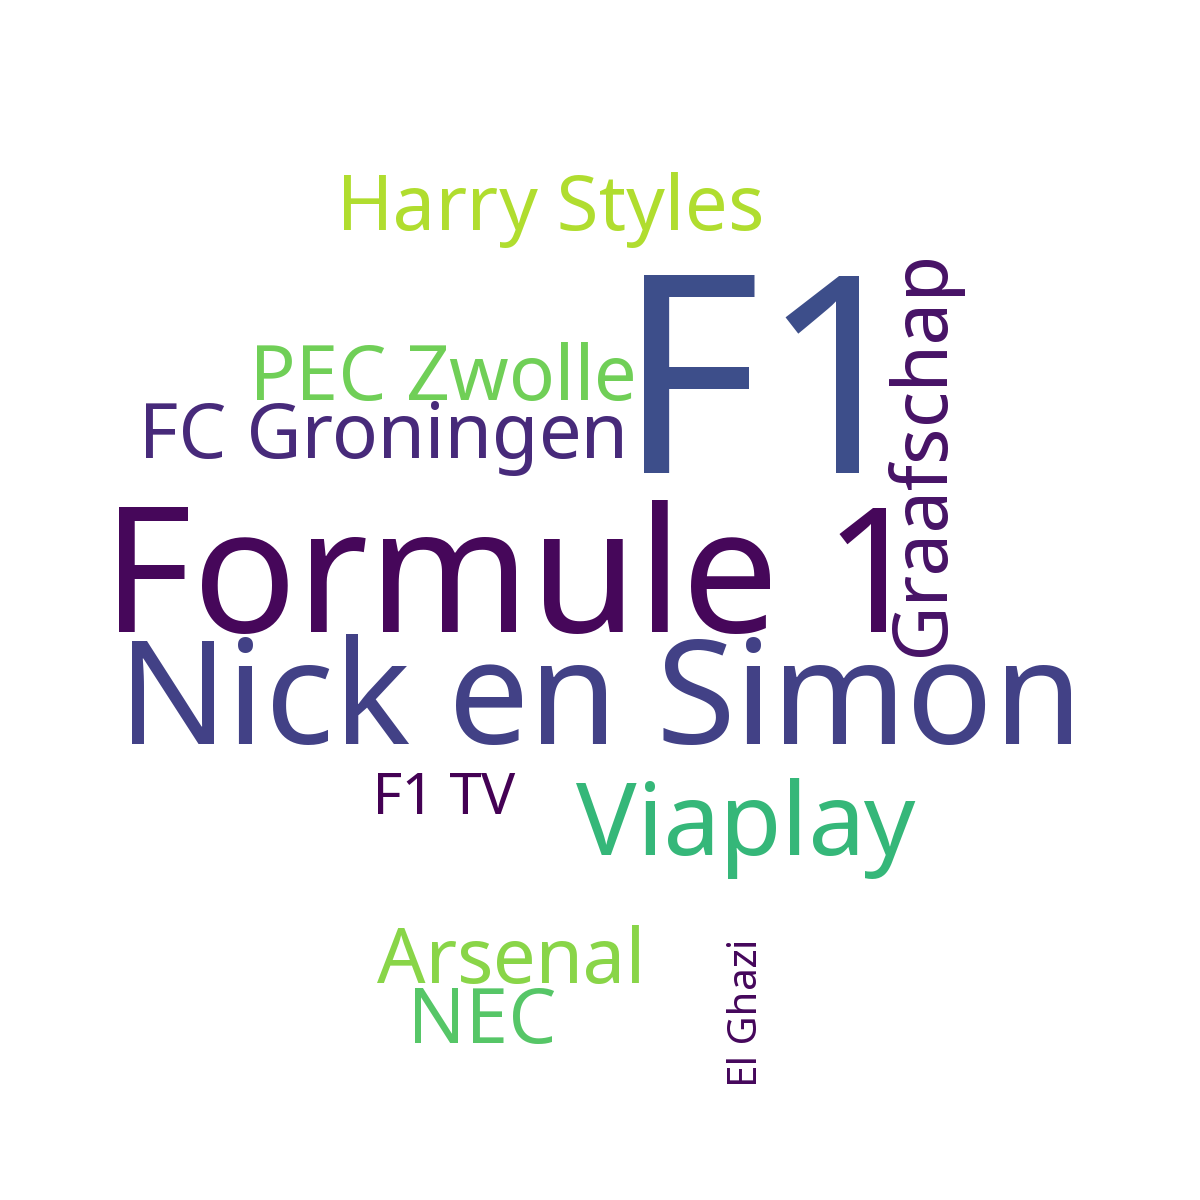 Harry Styles
F1
Graafschap
PEC Zwolle
FC Groningen
Formule 1
Nick en Simon
F1 TV
Viaplay
Arsenal
NEC
El Ghazi